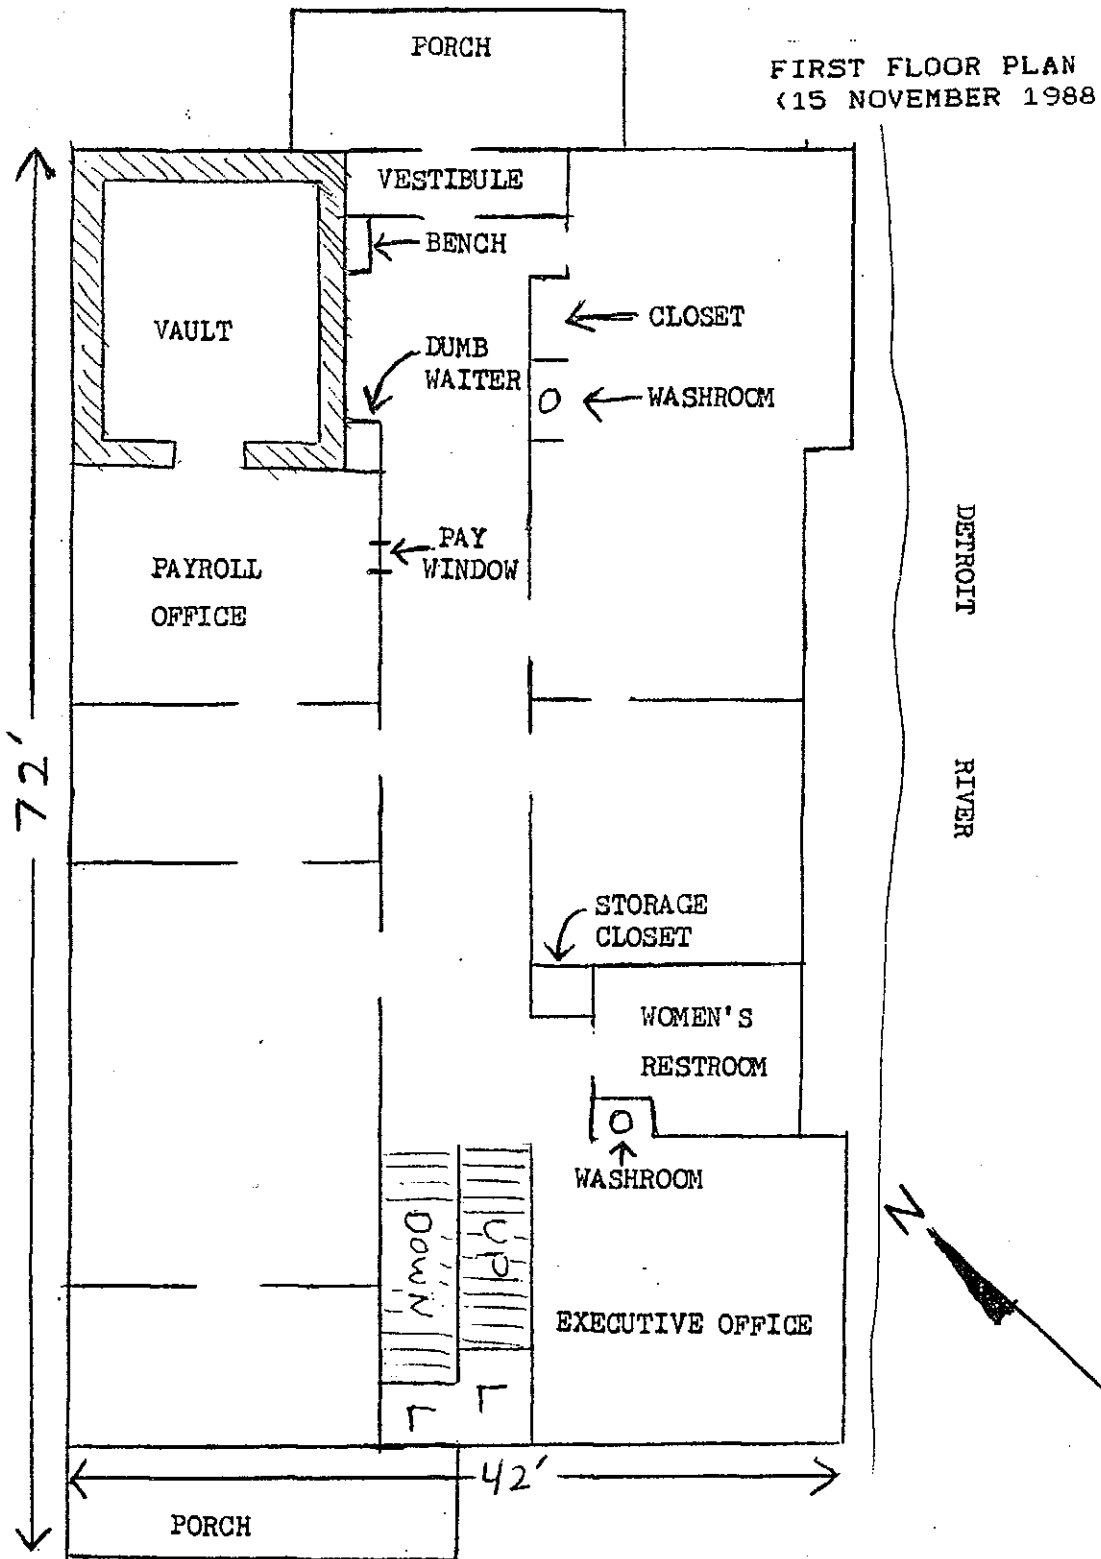 PORCH
FIRST FLOOR PLAN
(15 NOVEMBER 1988
VESTIBULE
BENCH
VAULT
CLOSET
DUMB
WAITER
WASHROOM
PAY
WINDOW
PAYROLL
OFFICE
DETROIT
RIVER
72'
STORAGE
CLOSET
WOMEN'S
RESTROOM
WASHROOM
DOWN
UP
N
EXECUTIVE OFFICE
42'
PORCH